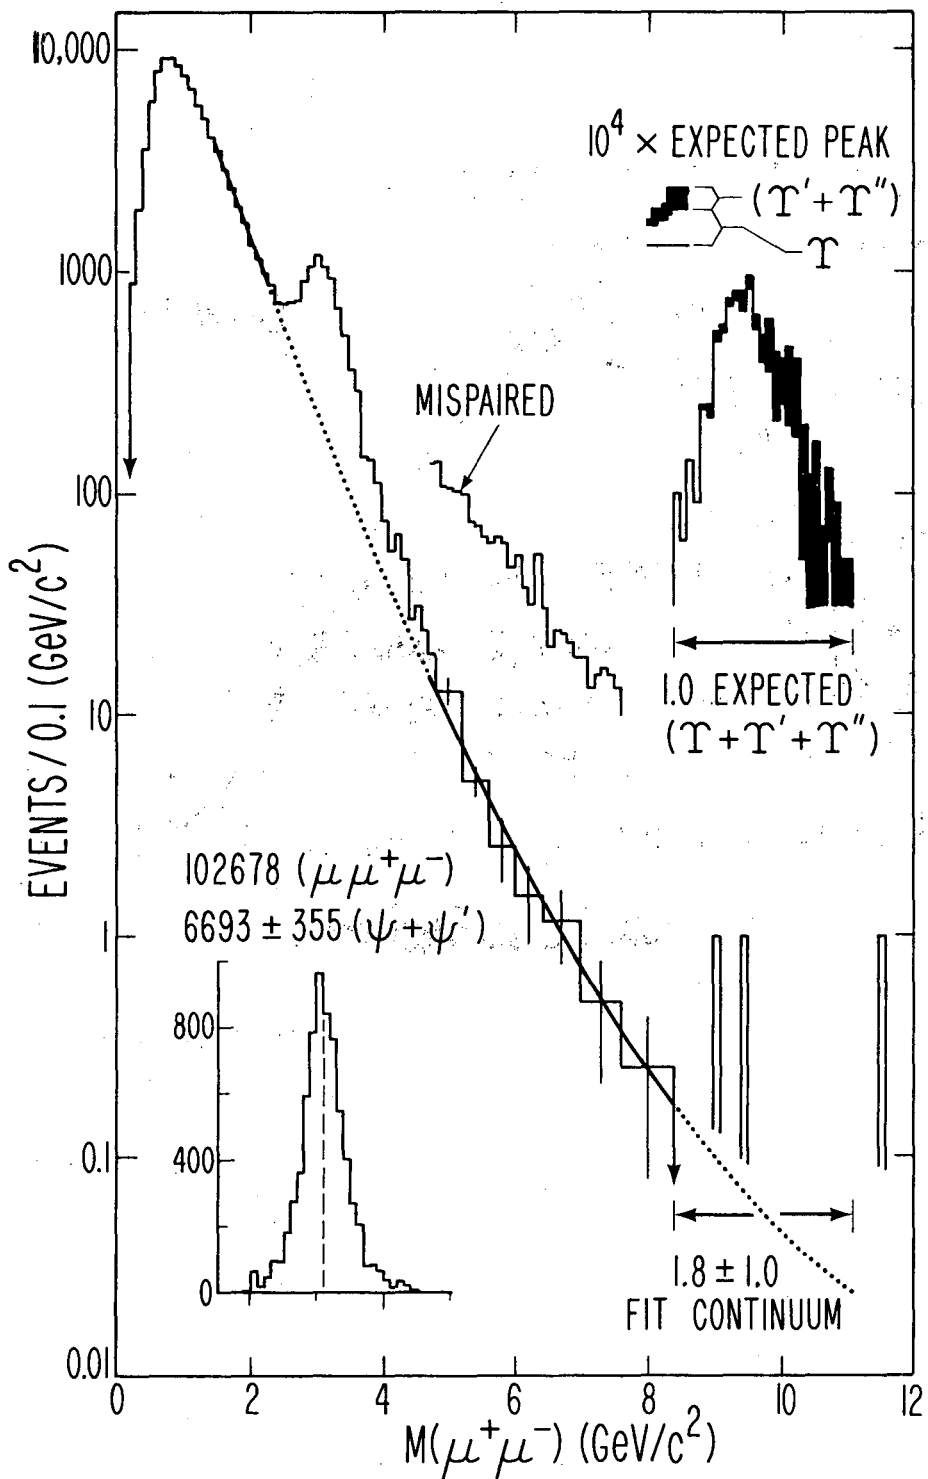 10,000
1000
100
10
1
0.1
0.01
EVENTS/0.1 (GeV/c²)
10⁴ × EXPECTED PEAK
(ϒ′+ϒ″)
ϒ
MISPAIRED
1.0 EXPECTED
(ϒ+ϒ′+ϒ″)
102678 (μμ⁺μ⁻)
6693 ± 355 (ψ+ψ′)
800
400
0
1.8 ± 1.0
FIT CONTINUUM
0 2 4 6 8 10 12
M(μ⁺μ⁻) (GeV/c²)